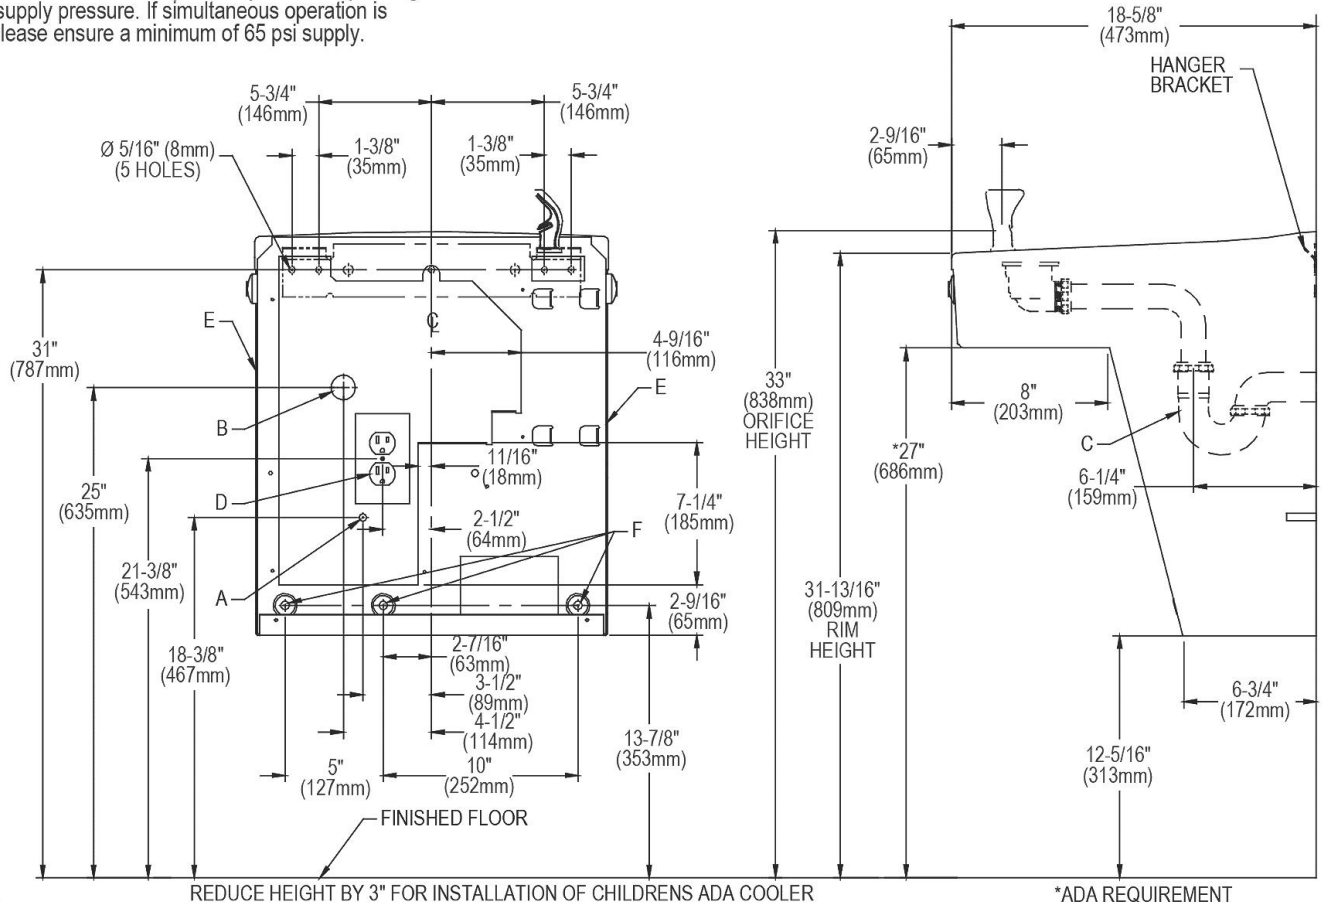 supply pressure. If simultaneous operation is
lease ensure a minimum of 65 psi supply.
18-5/8"
(473mm)
HANGER
BRACKET
5-3/4"
(146mm)
5-3/4"
(146mm)
2-9/16"
(65mm)
Ø 5/16" (8mm)
(5 HOLES)
1-3/8"
(35mm)
1-3/8"
(35mm)
E
31"
(787mm)
4-9/16"
(116mm)
E
33"
(838mm)
ORIFICE
HEIGHT
8"
(203mm)
B
C
*27"
(686mm)
11/16"
(18mm)
6-1/4"
(159mm)
25"
(635mm)
D
7-1/4"
(185mm)
2-1/2"
(64mm)
F
21-3/8"
(543mm)
A
31-13/16"
(809mm)
RIM
HEIGHT
2-9/16"
(65mm)
18-3/8"
(467mm)
2-7/16"
(63mm)
3-1/2"
(89mm)
6-3/4"
(172mm)
4-1/2"
(114mm)
13-7/8"
(353mm)
12-5/16"
(313mm)
5"
(127mm)
10"
(252mm)
FINISHED FLOOR
REDUCE HEIGHT BY 3" FOR INSTALLATION OF CHILDRENS ADA COOLER
*ADA REQUIREMENT